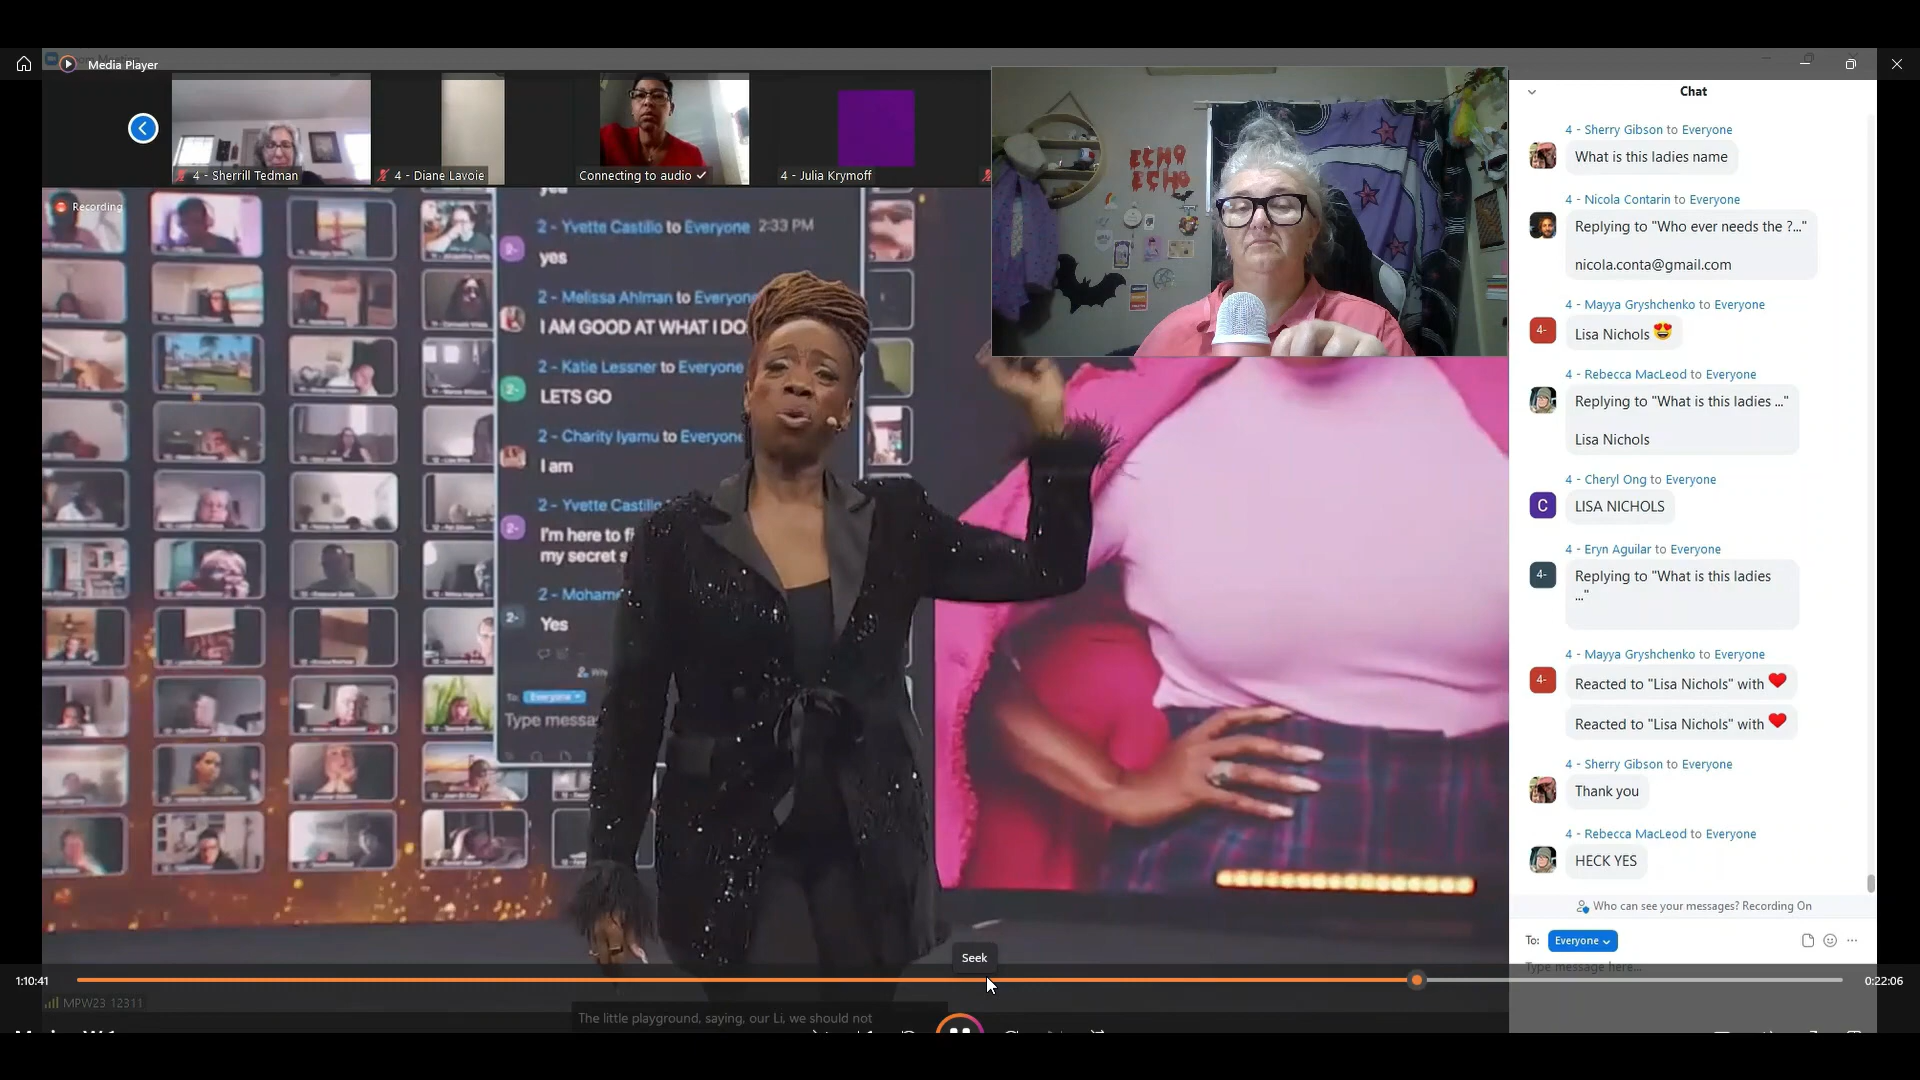 Media Player
4 - Sherrill Tedman
4 - Diane Lavoie
Connecting to audio
4 - Julia Krymoff
Recording
2 - Yvette Castillo to Everyone 2:33 PM
yes
2 - Melissa Ahlman to Everyone
I AM GOOD AT WHAT I DO
2 - Katie Lessner to Everyone
LETS GO
2 - Charity Iyamu to Everyone
I am
2 - Yvette Castillo
I'm here to
my secret
2 -
Yes
To: Everyone
Type
ECHO
ECHO
Chat
4 - Sherry Gibson to Everyone
What is this ladies name
4 - Nicola Contarin to Everyone
Replying to "Who ever needs the ?..."
nicola.conta@gmail.com
4 - Mayya Gryshchenko to Everyone
4-
Lisa Nichols 😍
4 - Rebecca MacLeod to Everyone
Replying to "What is this ladies ..."
Lisa Nichols
4 - Cheryl Ong to Everyone
C
LISA NICHOLS
4 - Eryn Aguilar to Everyone
4-
Replying to "What is this ladies
..."
4 - Mayya Gryshchenko to Everyone
4-
Reacted to "Lisa Nichols" with ❤️
Reacted to "Lisa Nichols" with ❤️
4 - Sherry Gibson to Everyone
Thank you
4 - Rebecca MacLeod to Everyone
HECK YES
Who can see your messages? Recording On
To: Everyone
Type message here...
Seek
1:10:41
0:22:06
MPW23 12311
The little playground, saying, our Li, we should not